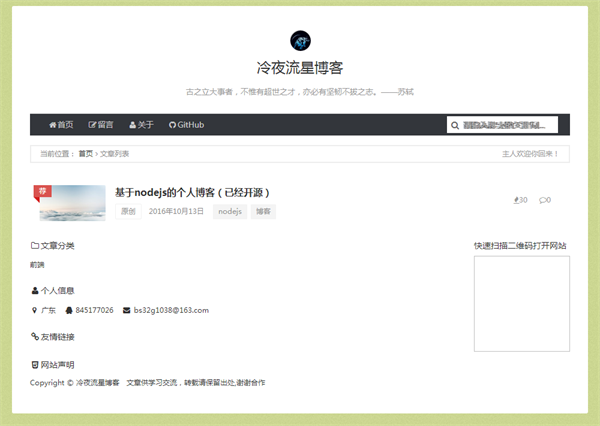 冷夜流星博客
古之立大事者，不惟有超世之才，亦必有坚韧不拔之志。——苏轼
首页 留言 关于 GitHub
当前位置： 首页 > 文章列表 主人欢迎你回来！
荐 基于nodejs的个人博客（已经开源）
原创 2016年10月13日 nodejs 博客 30 0
文章分类 快速扫描二维码打开网站
前端
个人信息
广东 845177026 bs32g1038@163.com
友情链接
网站声明
Copyright © 冷夜流星博客 文章供学习交流，转载请保留出处,谢谢合作